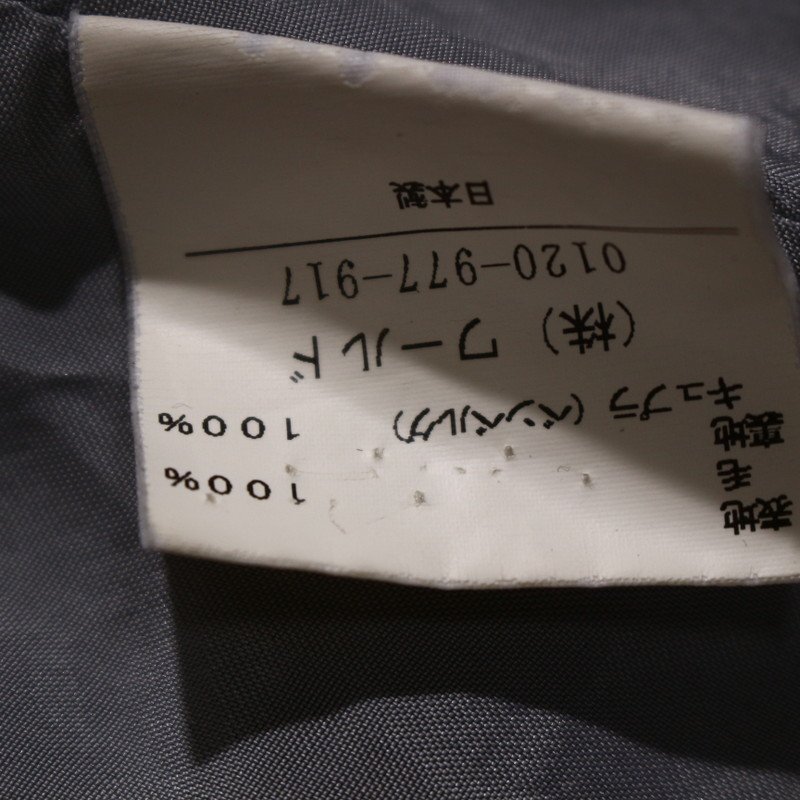 表地
毛 100%
裏地
キュプラ（ベンベルグ） 100%
（株）ワールド
0120-977-917
日本製